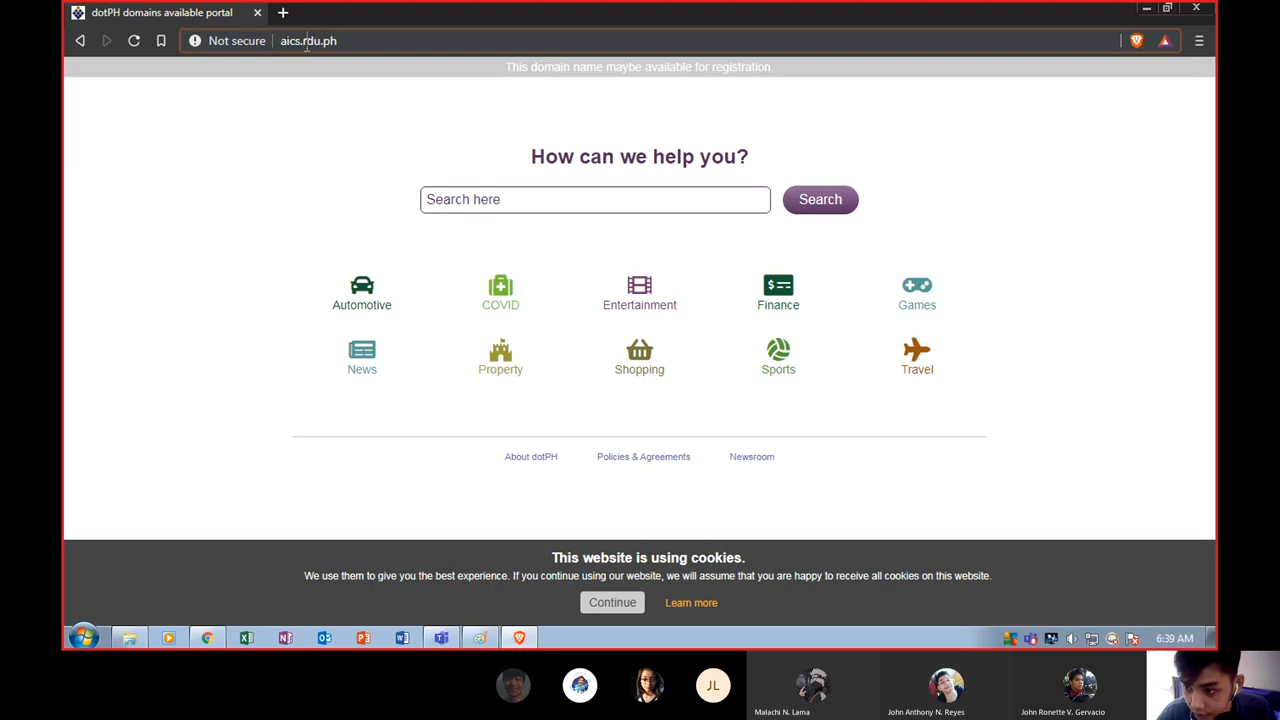 dotPH domains available portal
Not secure
aics.rdu.ph
This domain name maybe available for registration.
How can we help you?
Search here
Search
Automotive
COVID
Entertainment
Finance
Games
News
Property
Shopping
Sports
Travel
About dotPH
Policies & Agreements
Newsroom
This website is using cookies.
We use them to give you the best experience. If you continue using our website, we will assume that you are happy to receive all cookies on this website.
Continue
Learn more
6:39 AM
JL
Malachi N. Lama
John Anthony N. Reyes
John Ronette V. Gervacio